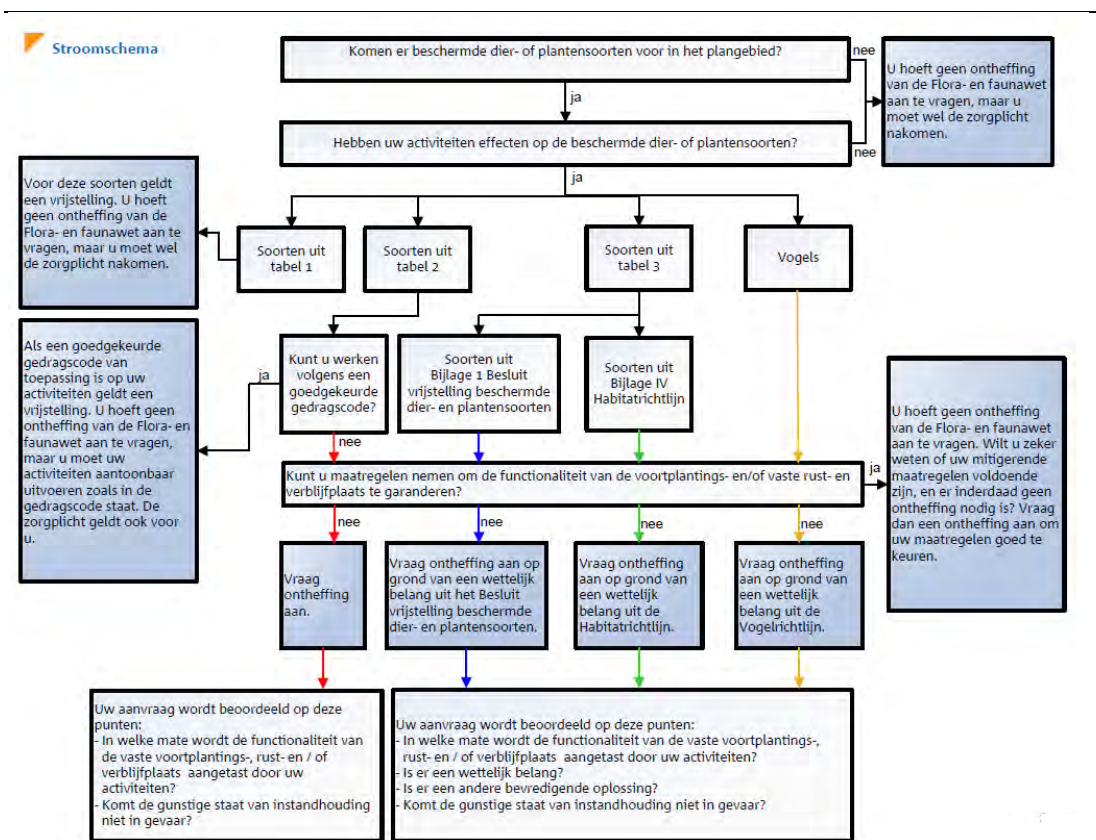 Stroomschema
Komen er beschermde dier- of plantensoorten voor in het plangebied?
nee
U hoeft geen ontheffing
van de Flora- en faunawet
aan te vragen, maar u
moet wel de zorgplicht
nakomen.
ja
Hebben uw activiteiten effecten op de beschermde dier- of plantensoorten?
nee
ja
Voor deze soorten geldt
een vrijstelling. U hoeft
geen ontheffing van de
Flora- en faunawet aan te
vragen, maar u moet wel
de zorgplicht nakomen.
Soorten uit
tabel 1
Soorten uit
tabel 2
Soorten uit
tabel 3
Vogels
Als een goedgekeurde
gedragscode van
toepassing is op uw
activiteiten geldt een
vrijstelling. U hoeft geen
ontheffing van de Flora- en
faunawet aan te vragen,
maar u moet uw
activiteiten aantoonbaar
uitvoeren zoals in de
gedragscode staat. De
zorgplicht geldt ook voor
u.
ja
Kunt u werken
volgens een
goedgekeurde
gedragscode?
Soorten uit
Bijlage 1 Besluit
vrijstelling beschermde
dier- en plantensoorten
Soorten uit
Bijlage IV
Habitatrichtlijn
nee
Kunt u maatregelen nemen om de functionaliteit van de voortplantings- en/of vaste rust- en
verblijfplaats te garanderen?
ja
U hoeft geen ontheffing
van de Flora- en faunawet
aan te vragen. Wilt u zeker
weten of uw mitigerende
maatregelen voldoende
zijn, en er inderdaad geen
ontheffing nodig is? Vraag
dan een ontheffing aan om
uw maatregelen goed te
keuren.
nee
nee
nee
nee
Vraag
ontheffing
aan.
Vraag ontheffing aan op
grond van een wettelijk
belang uit het Besluit
vrijstelling beschermde
dier- en plantensoorten.
Vraag ontheffing
aan op grond van
een wettelijk
belang uit de
Habitatrichtlijn.
Vraag ontheffing
aan op grond van
een wettelijk
belang uit de
Vogelrichtlijn.
Uw aanvraag wordt beoordeeld op deze
punten:
- In welke mate wordt de functionaliteit van
de vaste voortplantings-, rust- en / of
verblijfplaats aangetast door uw
activiteiten?
- Komt de gunstige staat van instandhouding
niet in gevaar?
Uw aanvraag wordt beoordeeld op deze punten:
- In welke mate wordt de functionaliteit van de vaste voortplantings-,
rust- en / of verblijfplaats aangetast door uw activiteiten?
- Is er een wettelijk belang?
- Is er een andere bevredigende oplossing?
- Komt de gunstige staat van instandhouding niet in gevaar?